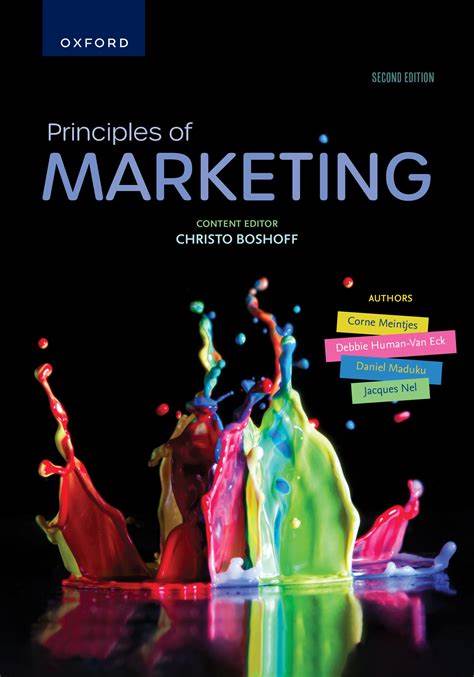 OXFORD
SECOND EDITION
Principles of
MARKETING
CONTENT EDITOR
CHRISTO BOSHOFF
AUTHORS
Corne Meintjes
Debbie Human-Van Eck
Daniel Maduku
Jacques Nel